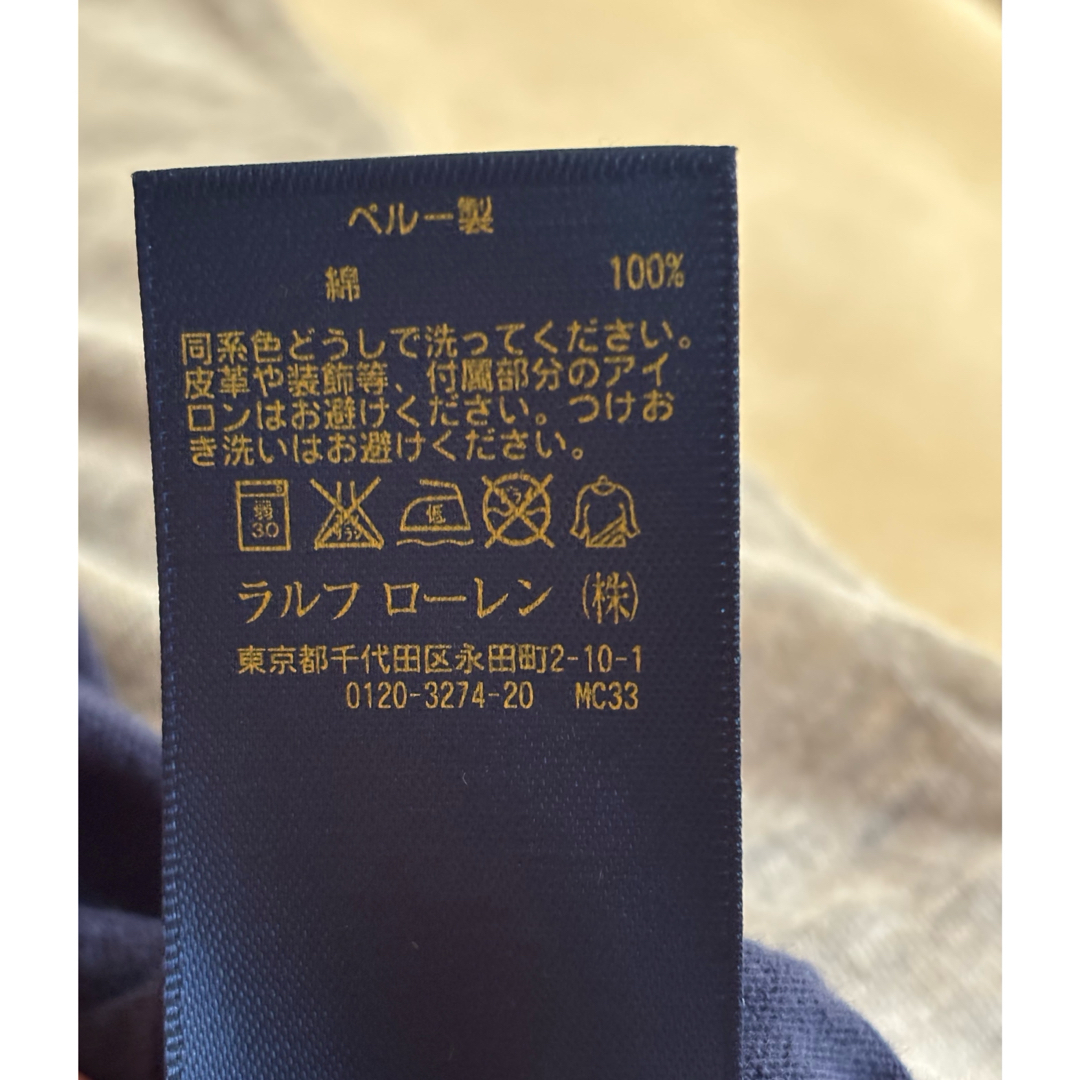 ペルー製
綿 100%
同系色どうしで洗ってください。
皮革や装飾等、付属部分のアイ
ロンはお避けください。つけお
き洗いはお避けください。
弱 30 低
ラルフ ローレン (株)
東京都千代田区永田町2-10-1
0120-3274-20 MC33